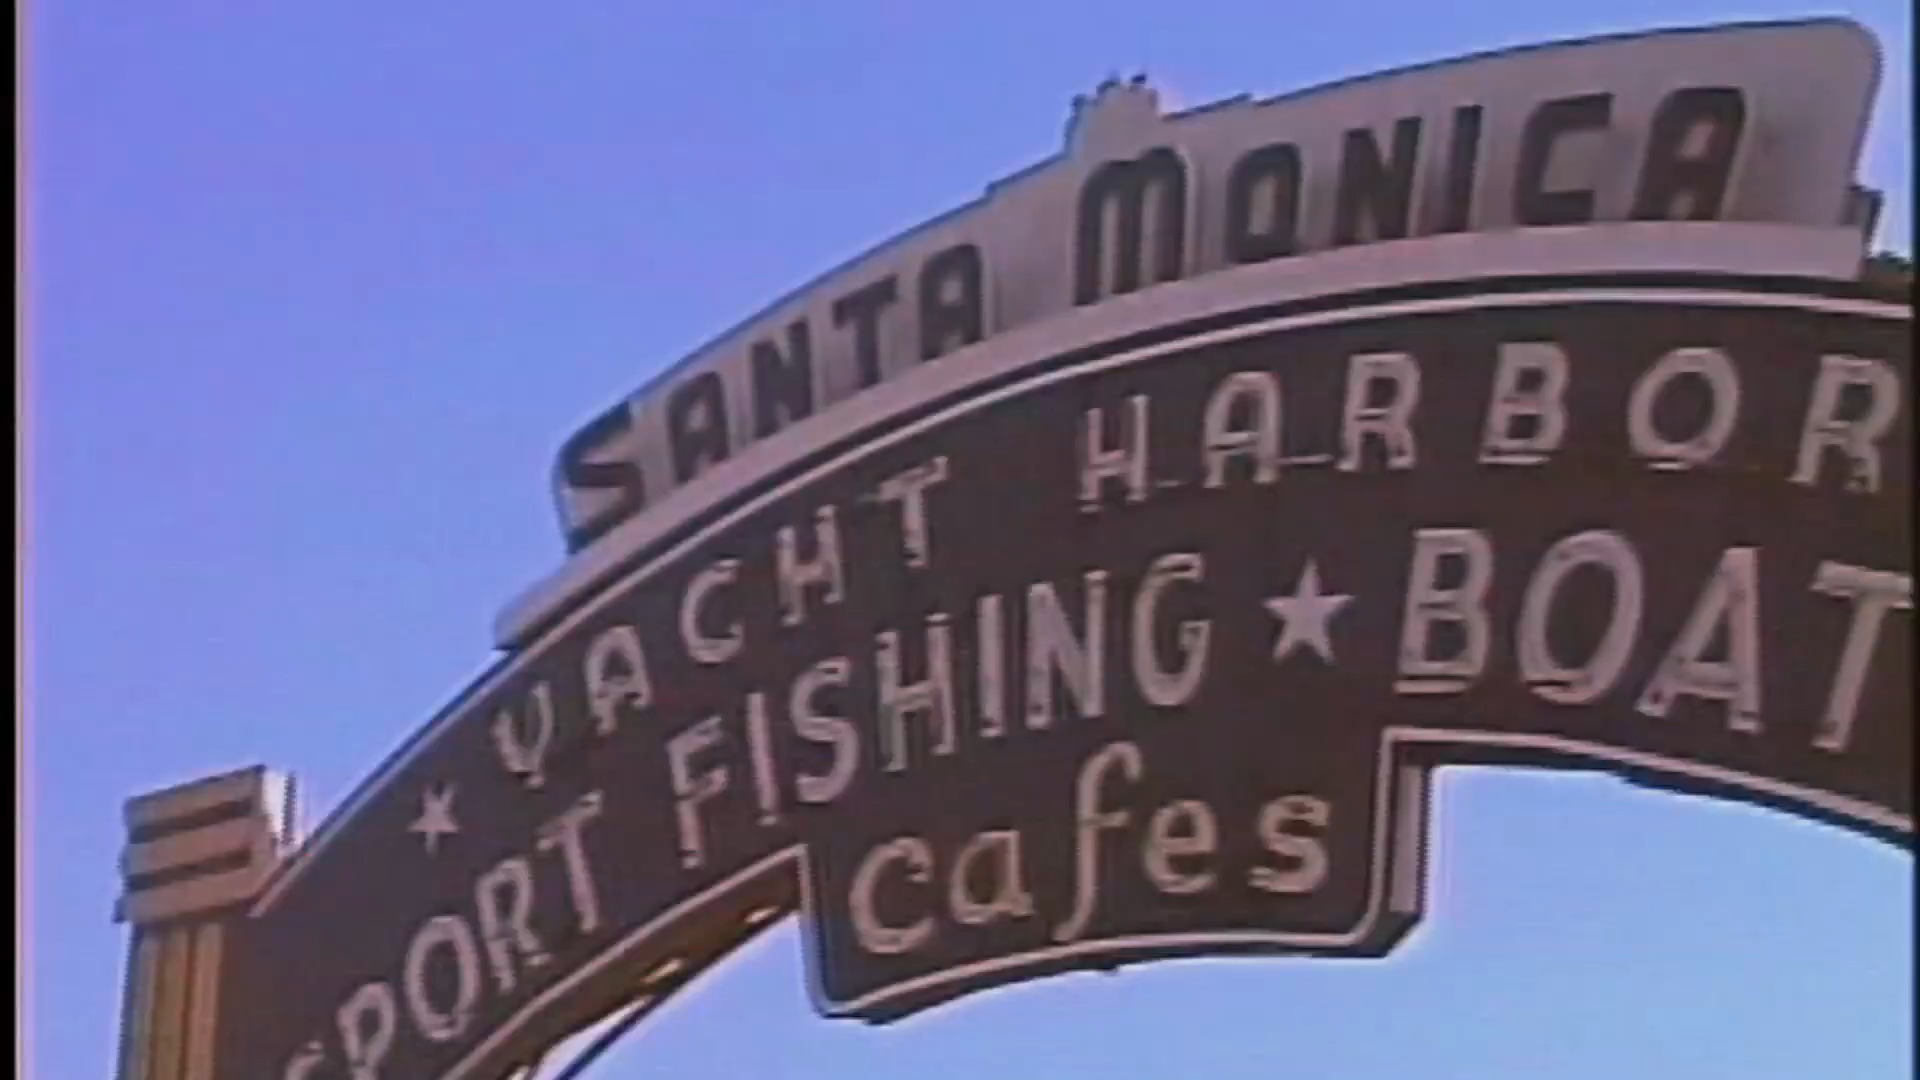 SANTA MONICA
★ YACHT HARBOR
SPORT FISHING ★ BOAT
cafes